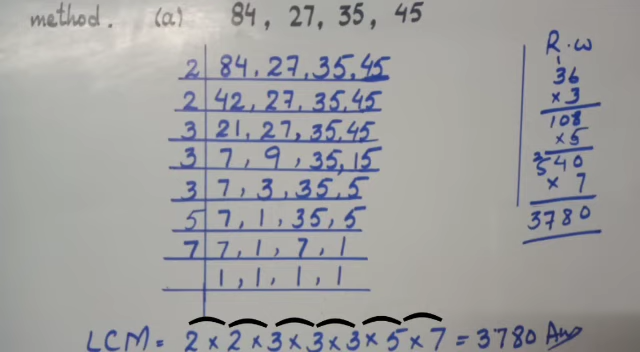 method. (a) 84, 27, 35, 45
2 | 84, 27, 35, 45
2 | 42, 27, 35, 45
3 | 21, 27, 35, 45
3 | 7, 9, 35, 15
3 | 7, 3, 35, 5
5 | 7, 1, 35, 5
7 | 7, 1, 7, 1
1, 1, 1, 1
LCM = 2 × 2 × 3 × 3 × 3 × 5 × 7 = 3780 Ans
R.w
1
36
× 3
108
× 5
3
540
× 7
3780